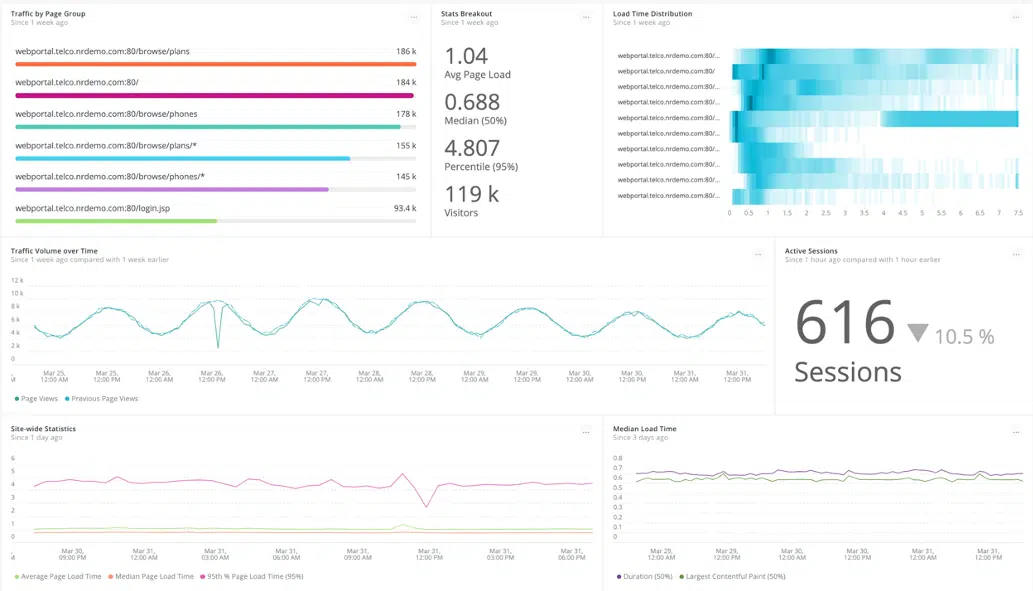 Traffic by Page Group
Since 1 week ago
webportal.telco.nrdemo.com:80/browse/plans 186 k
webportal.telco.nrdemo.com:80/ 184 k
webportal.telco.nrdemo.com:80/browse/phones 178 k
webportal.telco.nrdemo.com:80/browse/plans/* 155 k
webportal.telco.nrdemo.com:80/browse/phones/* 145 k
webportal.telco.nrdemo.com:80/login.jsp 93.4 k
Stats Breakout
Since 1 week ago
1.04
Avg Page Load
0.688
Median (50%)
4.807
Percentile (95%)
119 k
Visitors
Load Time Distribution
Since 1 week ago
webportal.telco.nrdemo.com:80/...
webportal.telco.nrdemo.com:80/
webportal.telco.nrdemo.com:80/...
webportal.telco.nrdemo.com:80/...
webportal.telco.nrdemo.com:80/...
webportal.telco.nrdemo.com:80/...
webportal.telco.nrdemo.com:80/...
webportal.telco.nrdemo.com:80/...
webportal.telco.nrdemo.com:80/...
webportal.telco.nrdemo.com:80/...
0 0.5 1 1.5 2 2.5 3 3.5 4 4.5 5 5.5 6 6.5 7 7.5
Traffic Volume over Time
Since 1 week ago compared with 1 week earlier
12 k
10 k
8 k
6 k
4 k
2 k
0
Mar 25, Mar 25, Mar 26, Mar 26, Mar 27, Mar 27, Mar 28, Mar 28, Mar 29, Mar 29, Mar 30, Mar 30, Mar 31, Mar 31,
M 12:00 AM 12:00 PM 12:00 AM 12:00 PM 12:00 AM 12:00 PM 12:00 AM 12:00 PM 12:00 AM 12:00 PM 12:00 AM 12:00 PM 12:00 AM 12:00 PM
Page Views Previous Page Views
Active Sessions
Since 1 hour ago compared with 1 hour earlier
616 10.5 %
Sessions
Site-wide Statistics
Since 1 day ago
6
5
4
3
2
1
0
Mar 30, Mar 31, Mar 31, Mar 31, Mar 31, Mar 31, Mar 31, Mar 31,
M 09:00 PM 12:00 AM 03:00 AM 06:00 AM 09:00 AM 12:00 PM 03:00 PM 06:00 PM
Average Page Load Time Median Page Load Time 95th % Page Load Time (95%)
Median Load Time
Since 3 days ago
0.8
0.7
0.6
0.5
0.4
0.3
0.2
0.1
0
Mar 29, Mar 29, Mar 30, Mar 30, Mar 31, Mar 31,
12:00 AM 12:00 PM 12:00 AM 12:00 PM 12:00 AM 12:00 PM
Duration (50%) Largest Contentful Paint (50%)